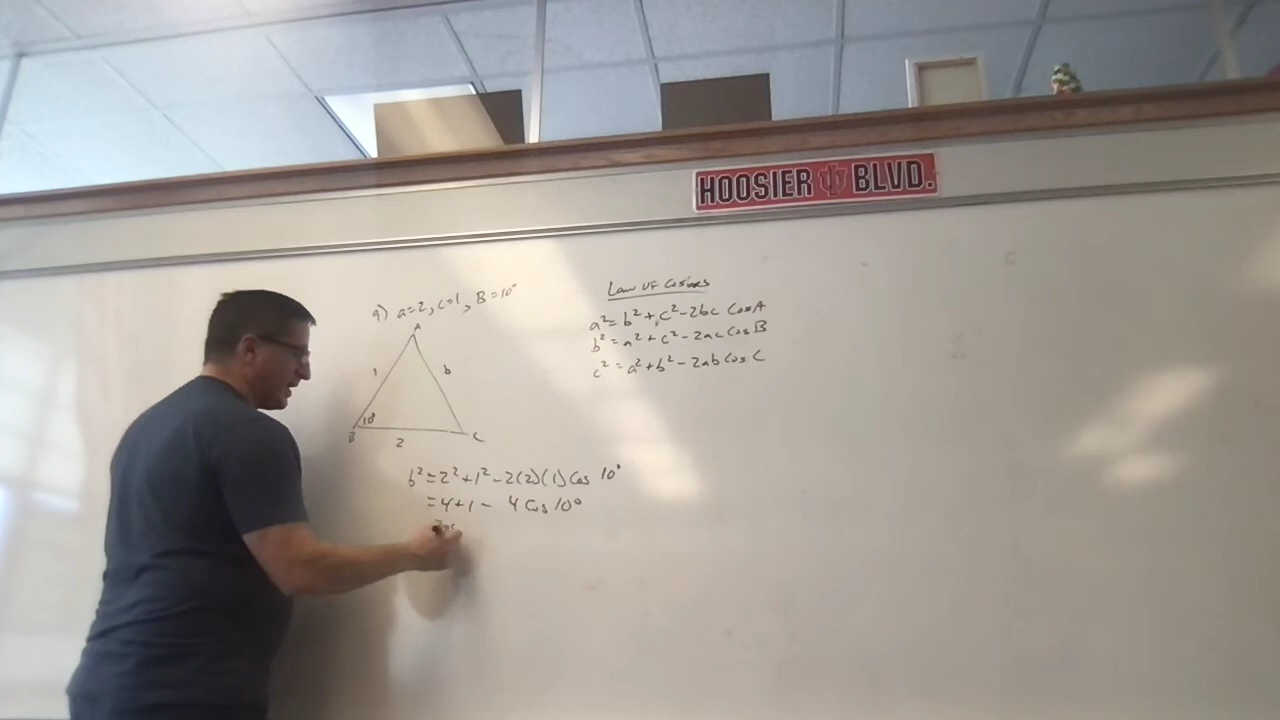 HOOSIER BLVD.
9) a=2, c=1, B=10°
A
1
b
10°
B
2
C
Law of Cosines
a² = b² + c² - 2bc Cos A
b² = a² + c² - 2ac Cos B
c² = a² + b² - 2ab Cos C
b² = 2² + 1² - 2(2)(1) Cos 10°
= 4+1 - 4 Cos 10°